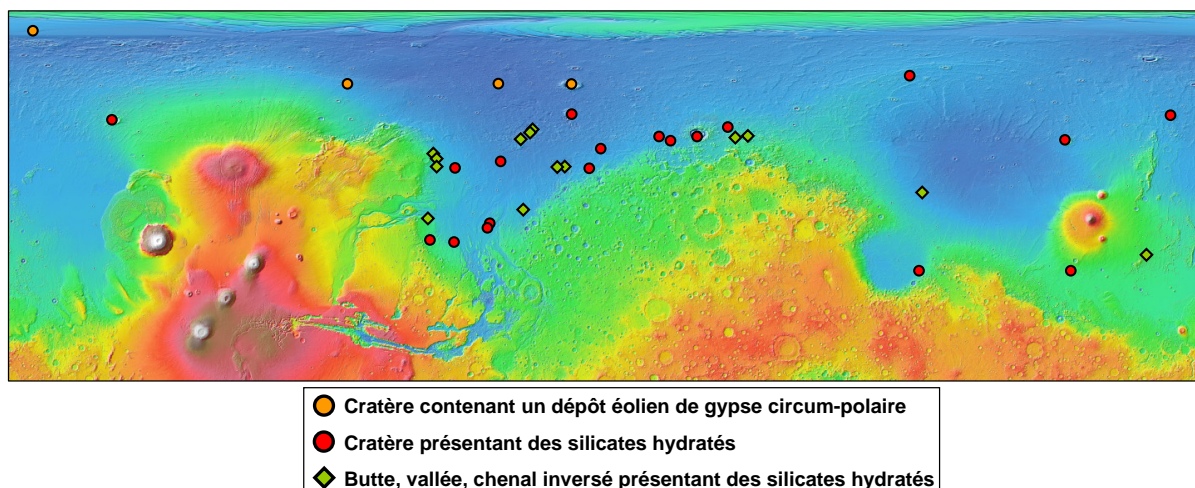 Cratère contenant un dépôt éolien de gypse circum-polaire
Cratère présentant des silicates hydratés
Butte, vallée, chenal inversé présentant des silicates hydratés